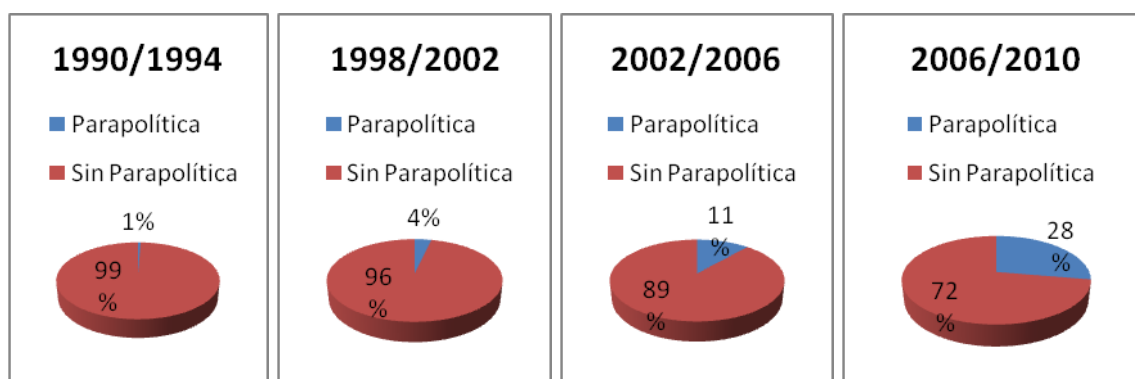 1990/1994
Parapolítica
Sin Parapolítica
1%
99
%
1998/2002
Parapolítica
Sin Parapolítica
4%
96
%
2002/2006
Parapolítica
Sin Parapolítica
11
%
89
%
2006/2010
Parapolítica
Sin Parapolítica
28
%
72
%